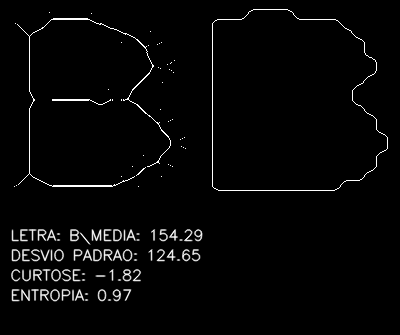 LETRA: B\MEDIA: 154.29
DESVIO PADRAO: 124.65
CURTOSE: -1.82
ENTROPIA: 0.97